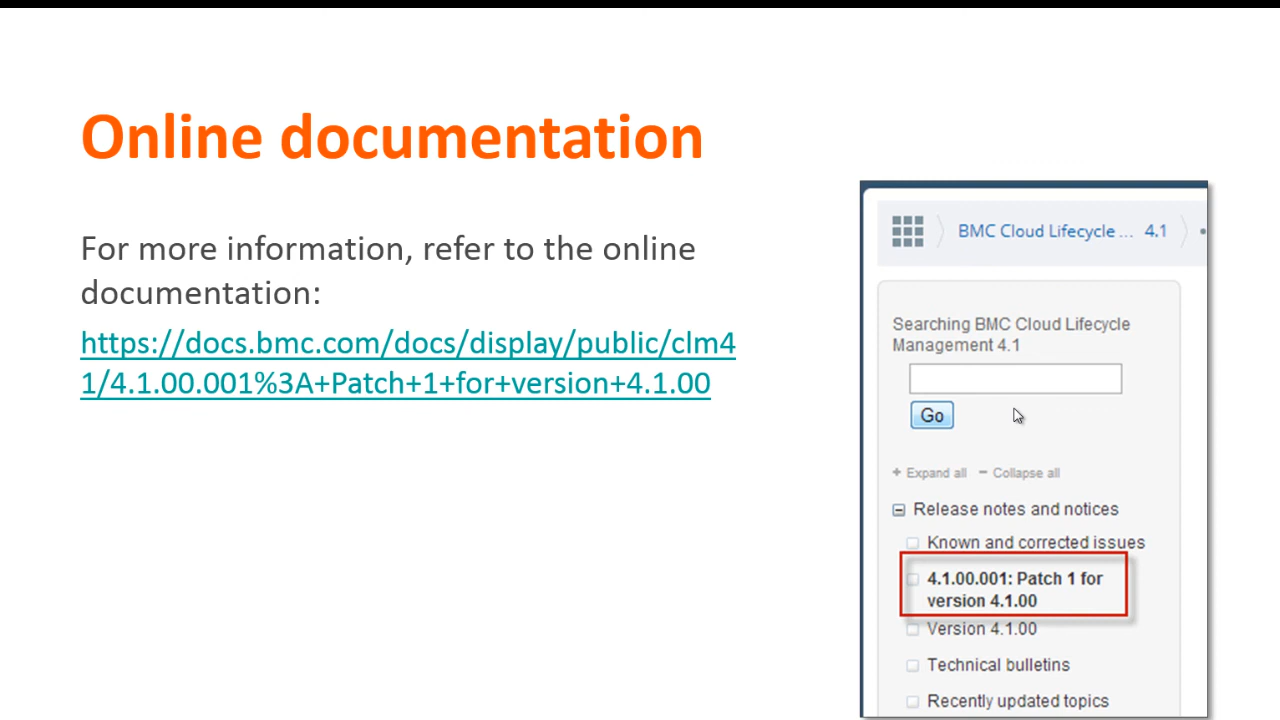 Online documentation
For more information, refer to the online
documentation:
https://docs.bmc.com/docs/display/public/clm4
1/4.1.00.001%3A+Patch+1+for+version+4.1.00
BMC Cloud Lifecycle ... 4.1
Searching BMC Cloud Lifecycle
Management 4.1
Go
+ Expand all − Collapse all
Release notes and notices
Known and corrected issues
4.1.00.001: Patch 1 for
version 4.1.00
Version 4.1.00
Technical bulletins
Recently updated topics